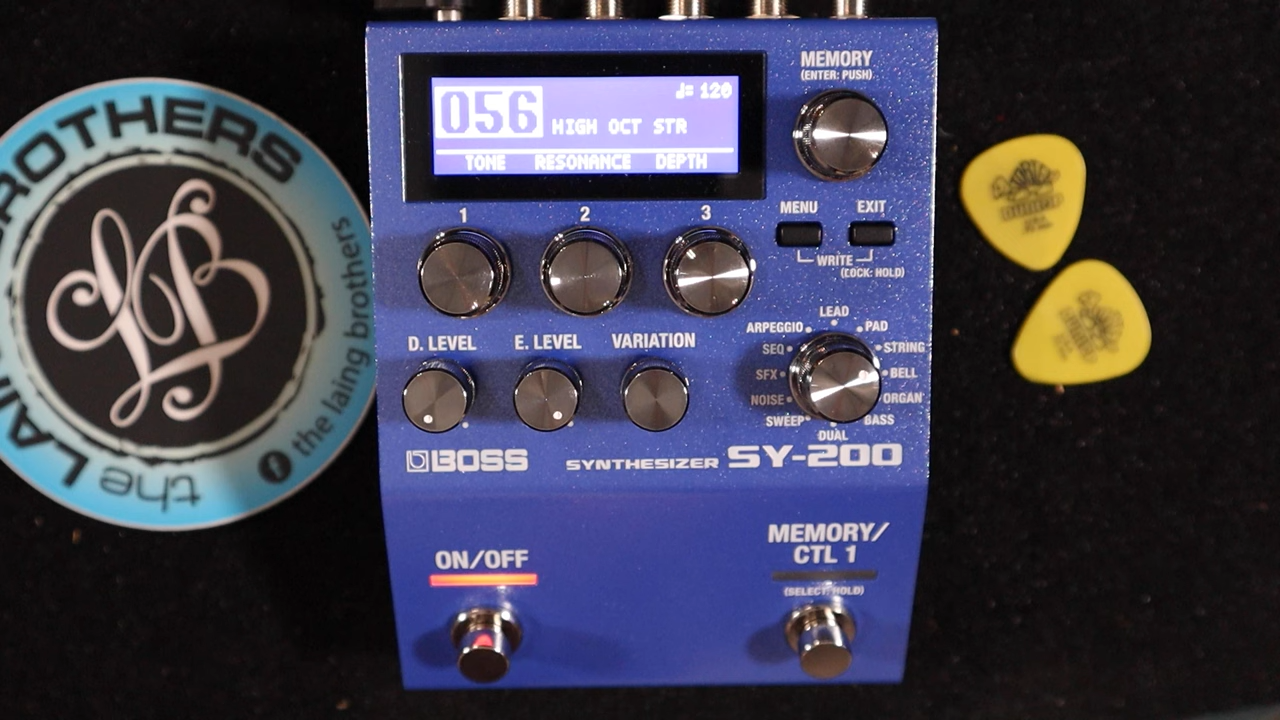 BROTHERS
the LAI
the laing brothers
056
♩= 120
HIGH OCT STR
TONE RESONANCE DEPTH
MEMORY
(ENTER: PUSH)
1 2 3
MENU EXIT
WRITE
(LOCK: HOLD)
D. LEVEL E. LEVEL VARIATION
LEAD
ARPEGGIO PAD
SEQ STRING
SFX BELL
NOISE ORGAN
SWEEP BASS
DUAL
BOSS SYNTHESIZER SY-200
ON/OFF
MEMORY/
CTL 1
(SELECT: HOLD)
DUNLOP